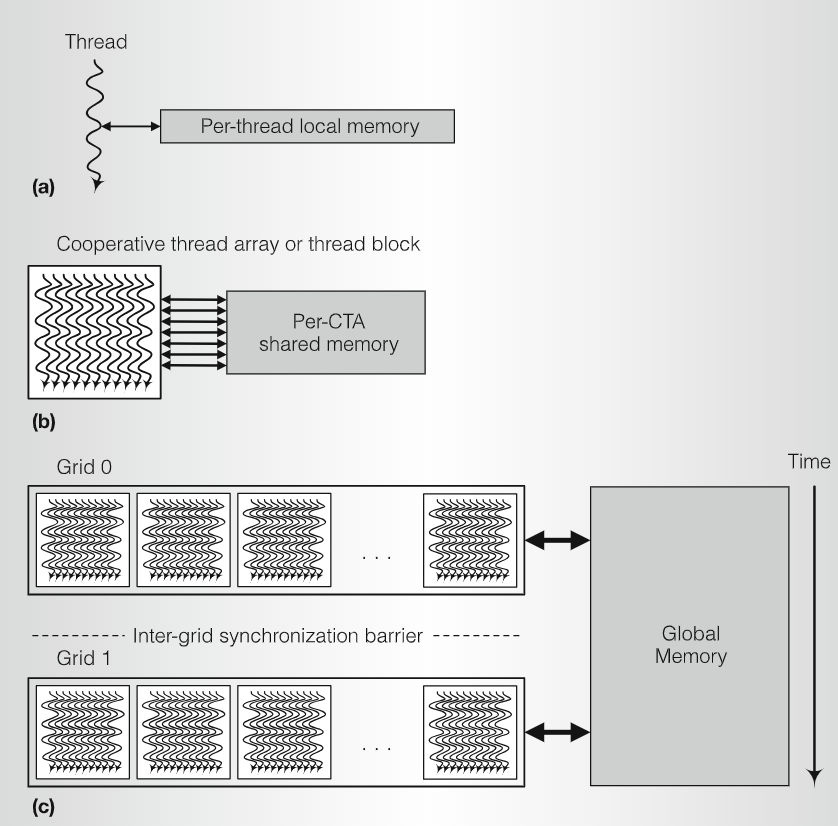 Thread
Per-thread local memory
(a)
Cooperative thread array or thread block
Per-CTA
shared memory
(b)
Grid 0
Time
. . .
Inter-grid synchronization barrier
Global
Memory
Grid 1
. . .
(c)